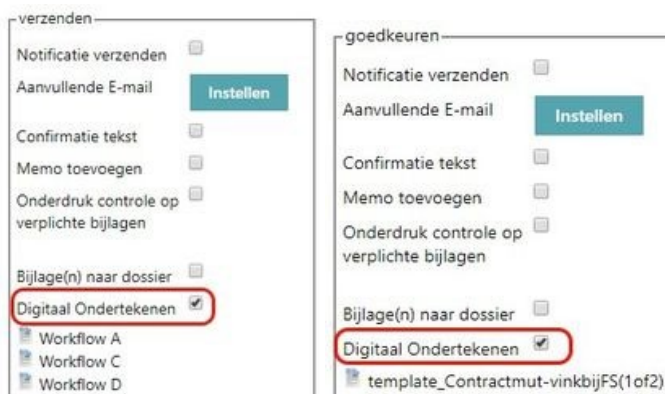 verzenden
Notificatie verzenden
Aanvullende E-mail
Instellen
Confirmatie tekst
Memo toevoegen
Onderdruk controle op
verplichte bijlagen
Bijlage(n) naar dossier
Digitaal Ondertekenen
Workflow A
Workflow C
Workflow D
goedkeuren
Notificatie verzenden
Aanvullende E-mail
Instellen
Confirmatie tekst
Memo toevoegen
Onderdruk controle op
verplichte bijlagen
Bijlage(n) naar dossier
Digitaal Ondertekenen
template_Contractmut-vinkbijFS(1of2)